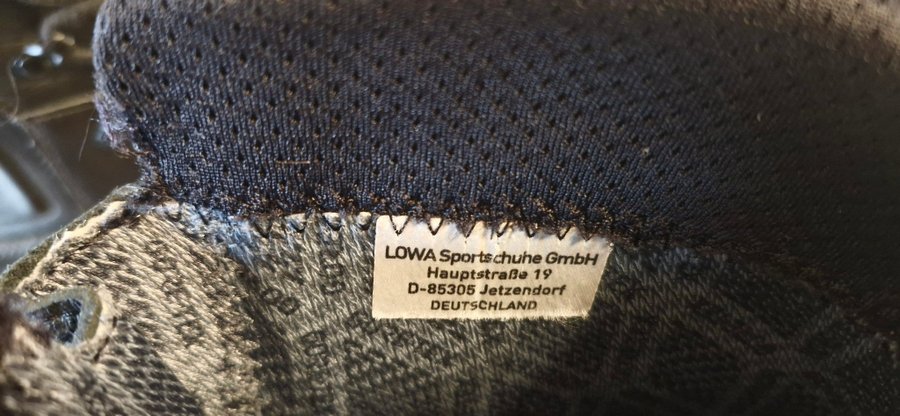 LOWA Sportschuhe GmbH
Hauptstraße 19
D-85305 Jetzendorf
DEUTSCHLAND